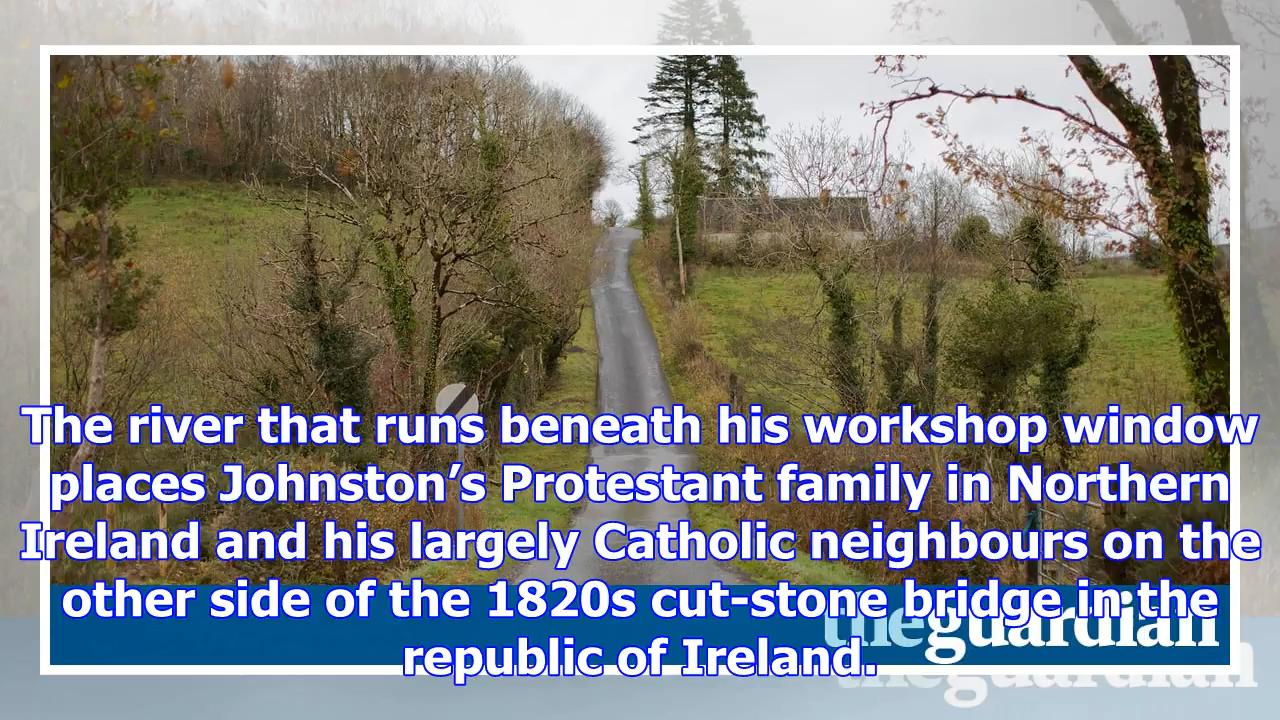 The river that runs beneath his workshop window
places Johnston’s Protestant family in Northern
Ireland and his largely Catholic neighbours on the
other side of the 1820s cut-stone bridge in the
republic of Ireland.
theguardian
theguardian